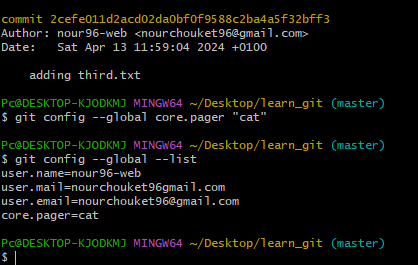 commit 2cefe011d2acd02da0bf0f9588c2ba4a5f32bff3
Author: nour96-web <nourchouket96@gmail.com>
Date:   Sat Apr 13 11:59:04 2024 +0100
    adding third.txt
Pc@DESKTOP-KJODKMJ MINGW64 ~/Desktop/learn_git (master)
$ git config --global core.pager "cat"
Pc@DESKTOP-KJODKMJ MINGW64 ~/Desktop/learn_git (master)
$ git config --global --list
user.name=nour96-web
user.mail=nourchouket96gmail.com
user.email=nourchouket96@gmail.com
core.pager=cat
Pc@DESKTOP-KJODKMJ MINGW64 ~/Desktop/learn_git (master)
$